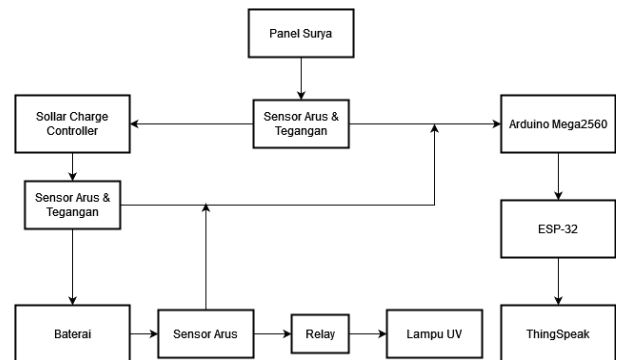 Panel Surya
Sollar Charge
Controller
Sensor Arus &
Tegangan
Arduino Mega2560
Sensor Arus &
Tegangan
ESP-32
Baterai
Sensor Arus
Relay
Lampu UV
ThingSpeak